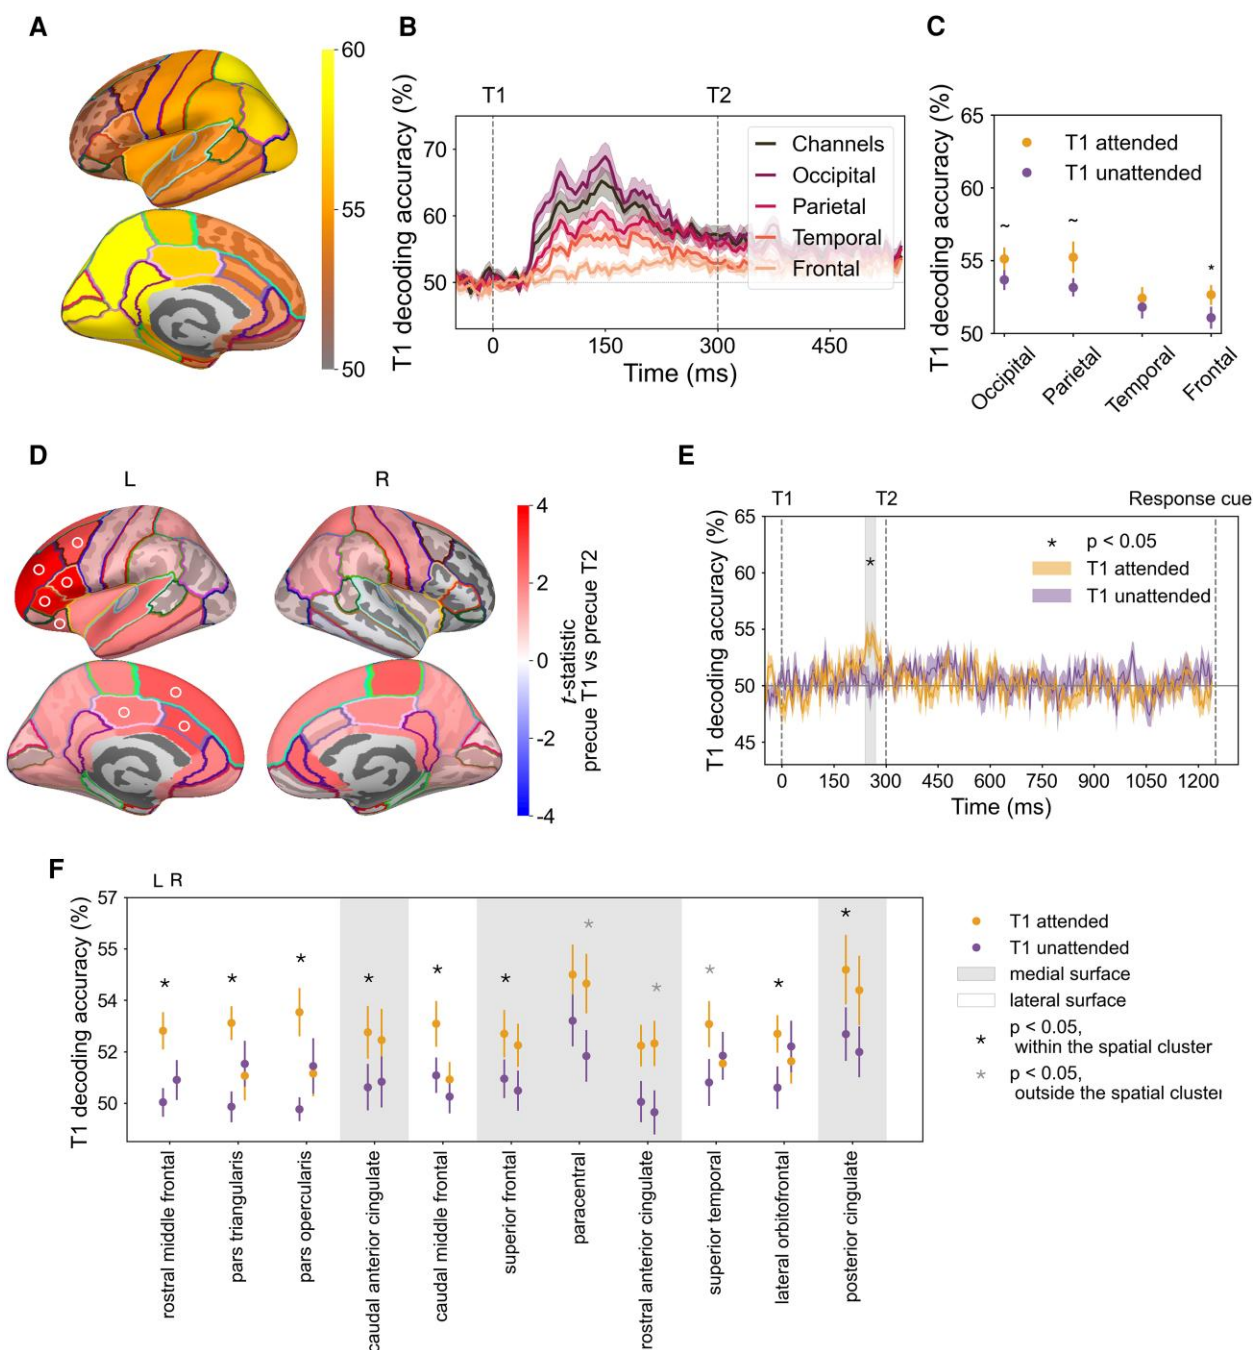 A
60
55
50
B
T1
T2
T1 decoding accuracy (%)
70
60
50
Channels
Occipital
Parietal
Temporal
Frontal
0
150
300
450
Time (ms)
C
T1 decoding accuracy (%)
65
60
55
50
T1 attended
T1 unattended
~
~
*
Occipital
Parietal
Temporal
Frontal
D
L
R
4
2
0
-2
-4
t-statistic
precue T1 vs precue T2
E
T1
T2
Response cue
T1 decoding accuracy (%)
65
60
55
50
45
* p < 0.05
T1 attended
T1 unattended
*
0
150
300
450
600
750
900
1050
1200
Time (ms)
F
L R
T1 decoding accuracy (%)
57
55
54
52
50
* * * * * * * * * * *
rostral middle frontal
pars triangularis
pars opercularis
caudal anterior cingulate
caudal middle frontal
superior frontal
paracentral
rostral anterior cingulate
superior temporal
lateral orbitofrontal
posterior cingulate
T1 attended
T1 unattended
medial surface
lateral surface
* p < 0.05,
within the spatial cluster
* p < 0.05,
outside the spatial cluster